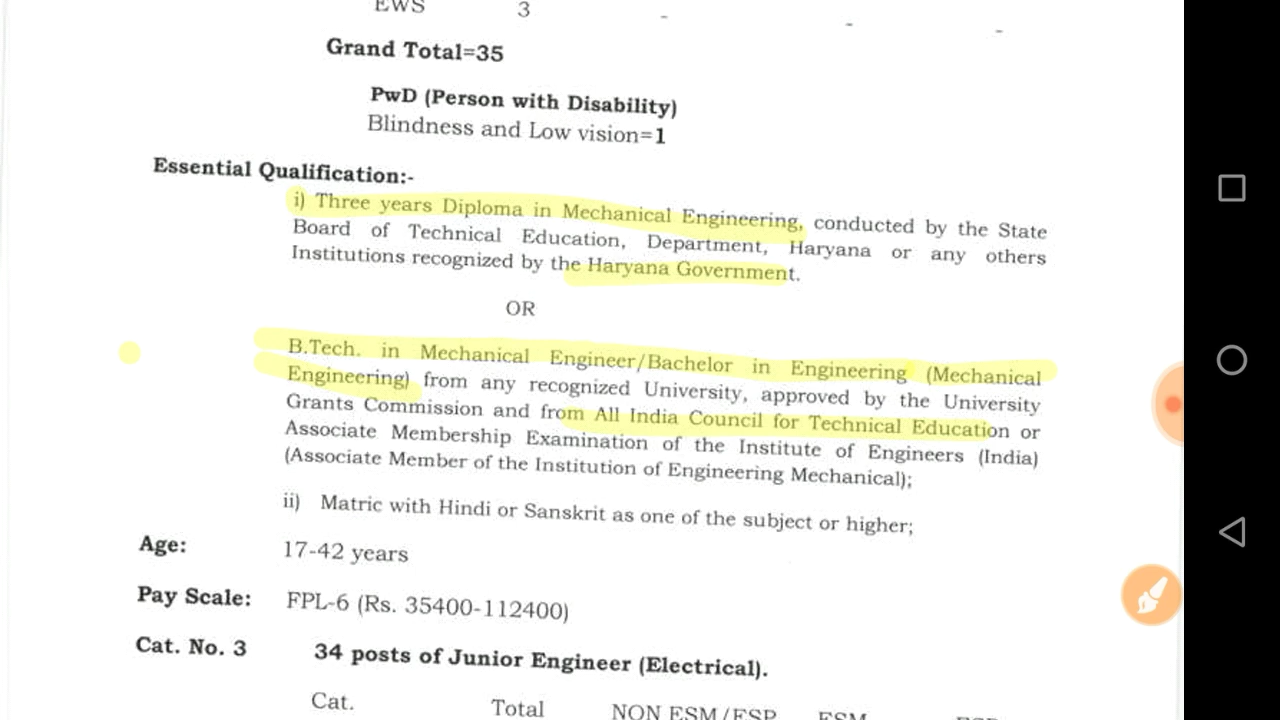 EWS 3 - - -
Grand Total=35
PwD (Person with Disability)
Blindness and Low vision=1
Essential Qualification:-
i) Three years Diploma in Mechanical Engineering, conducted by the State
Board of Technical Education, Department, Haryana or any others
Institutions recognized by the Haryana Government.
OR
B.Tech. in Mechanical Engineer/Bachelor in Engineering (Mechanical
Engineering) from any recognized University, approved by the University
Grants Commission and from All India Council for Technical Education or
Associate Membership Examination of the Institute of Engineers (India)
(Associate Member of the Institution of Engineering Mechanical);
ii) Matric with Hindi or Sanskrit as one of the subject or higher;
Age: 17-42 years
Pay Scale: FPL-6 (Rs. 35400-112400)
Cat. No. 3 34 posts of Junior Engineer (Electrical).
Cat. Total NON ESM/ESP ESM